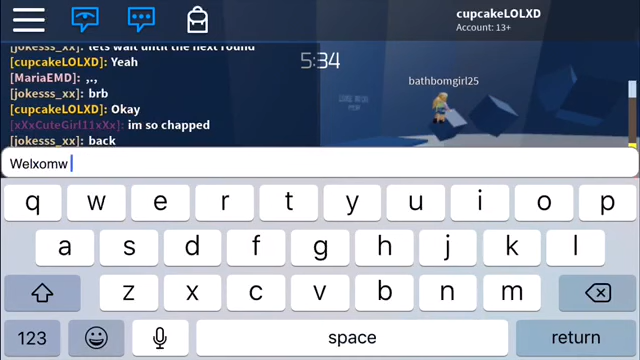 cupcakeLOLXD
Account: 13+
[jokesss_xx]: lets wait until the next round
[cupcakeLOLXD]: Yeah
5:34
[MariaEMD]: ,.,
bathbomgirl25
[jokesss_xx]: brb
[cupcakeLOLXD]: Okay
[xXxCuteGirl11xXx]: im so chapped
[jokesss_xx]: back
Welxomw
q w e r t y u i o p
a s d f g h j k l
z x c v b n m
123 space return